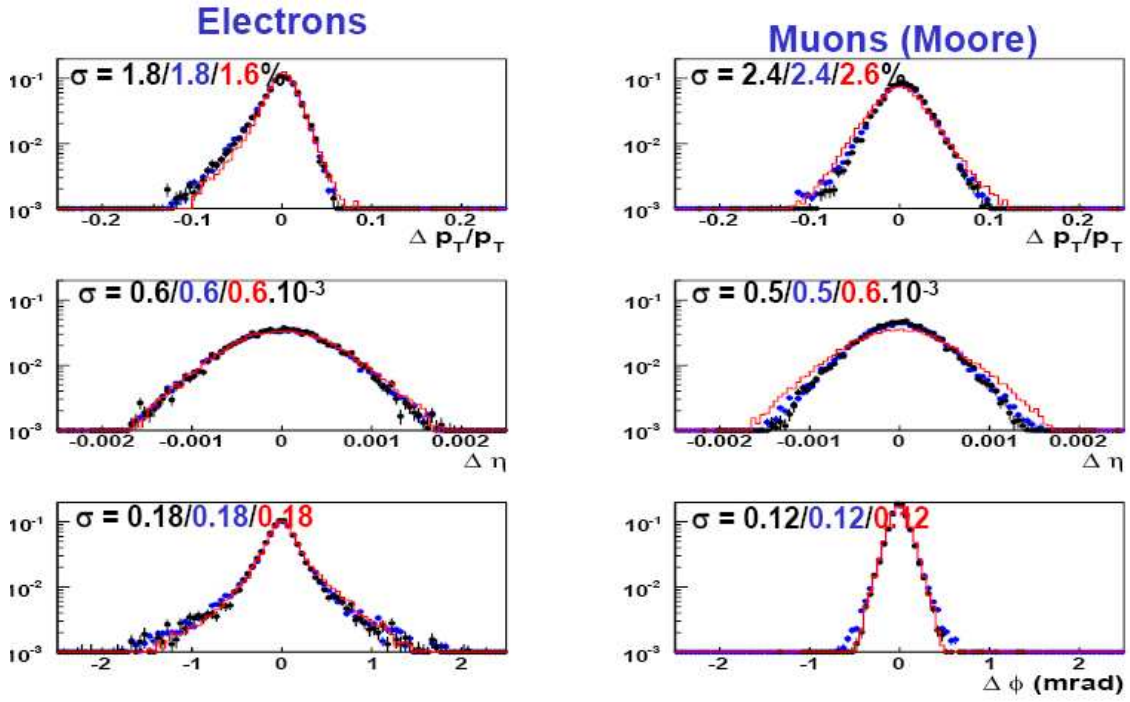 Electrons
σ = 1.8/1.8/1.6%
10⁻¹
10⁻²
10⁻³
-0.2 -0.1 0 0.1 0.2
Δ p_T/p_T
σ = 0.6/0.6/0.6.10⁻³
10⁻¹
10⁻²
10⁻³
-0.002 -0.001 0 0.001 0.002
Δ η
σ = 0.18/0.18/0.18
10⁻¹
10⁻²
10⁻³
-2 -1 0 1 2
Muons (Moore)
σ = 2.4/2.4/2.6%
10⁻¹
10⁻²
10⁻³
-0.2 -0.1 0 0.1 0.2
Δ p_T/p_T
σ = 0.5/0.5/0.6.10⁻³
10⁻¹
10⁻²
10⁻³
-0.002 -0.001 0 0.001 0.002
Δ η
σ = 0.12/0.12/0.12
10⁻¹
10⁻²
10⁻³
-2 -1 0 1 2
Δ ϕ (mrad)